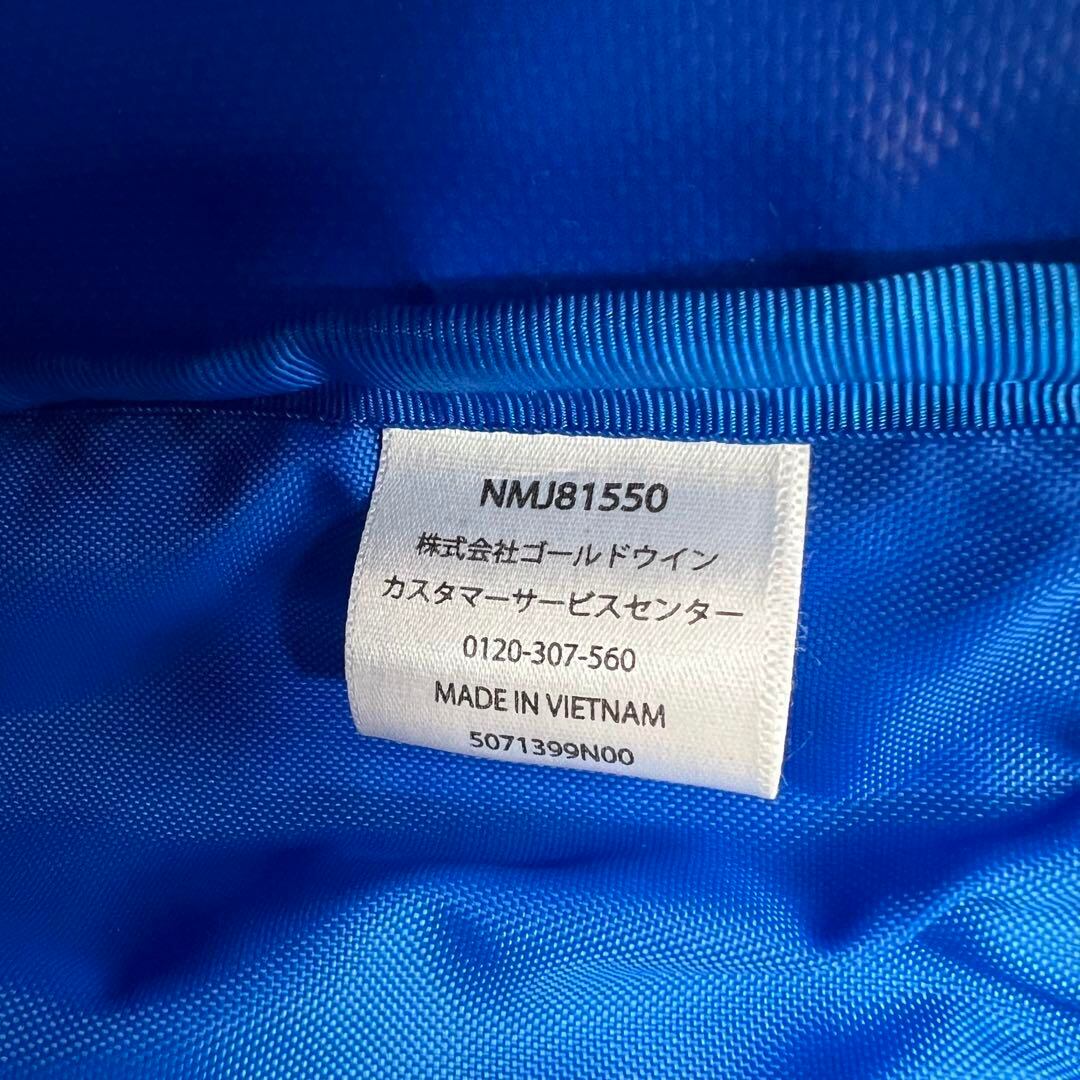 NMJ81550
株式会社ゴールドウイン
カスタマーサービスセンター
0120-307-560
MADE IN VIETNAM
5071399N00